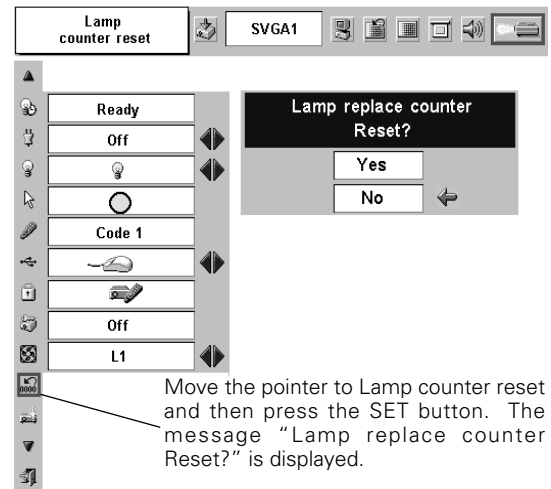 Lamp
counter reset
SVGA1
Ready
Off
Code 1
Off
L1
0000
Lamp replace counter
Reset?
Yes
No
Move the pointer to Lamp counter reset
and then press the SET button. The
message “Lamp replace counter
Reset?” is displayed.